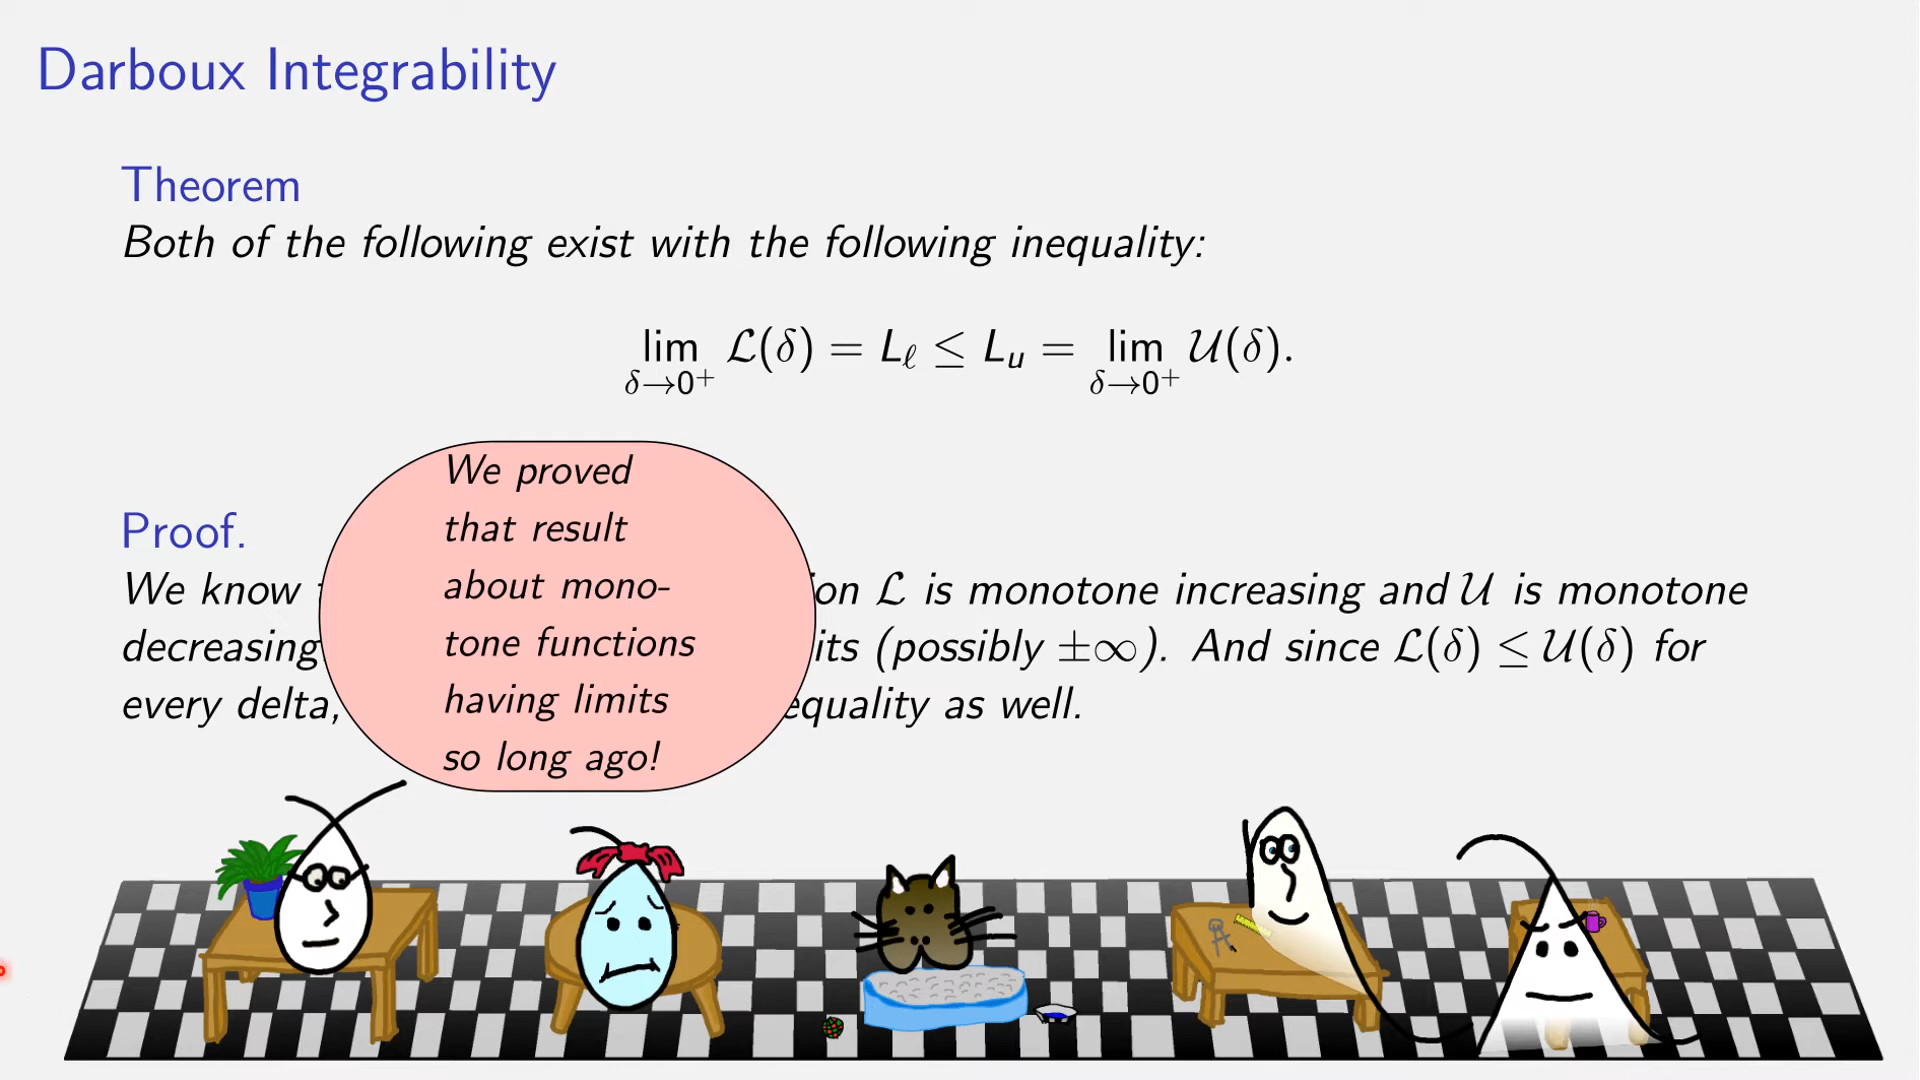 Darboux Integrability
Theorem
Both of the following exist with the following inequality:
lim_{δ→0⁺} ℒ(δ) = L_ℓ ≤ L_u = lim_{δ→0⁺} 𝒰(δ).
We proved
that result
about mono-
tone functions
having limits
so long ago!
Proof.
We know ion ℒ is monotone increasing and 𝒰 is monotone
decreasing its (possibly ±∞). And since ℒ(δ) ≤ 𝒰(δ) for
every delta, equality as well.